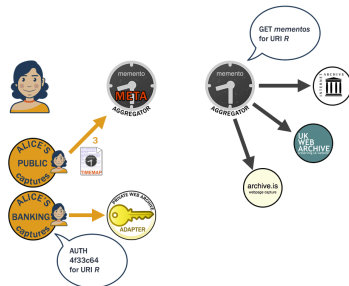 GET mementos
for URI R
memento
META
AGGREGATOR
memento
AGGREGATOR
INTERNET ARCHIVE
UK
WEB
ARCHIVE
archive.is
webpage capture
ALICE'S
PUBLIC
captures
3
TIMEMAP
ALICE'S
BANKING
captures
PRIVATE WEB ARCHIVE
ADAPTER
AUTH
4f33c64
for URI R